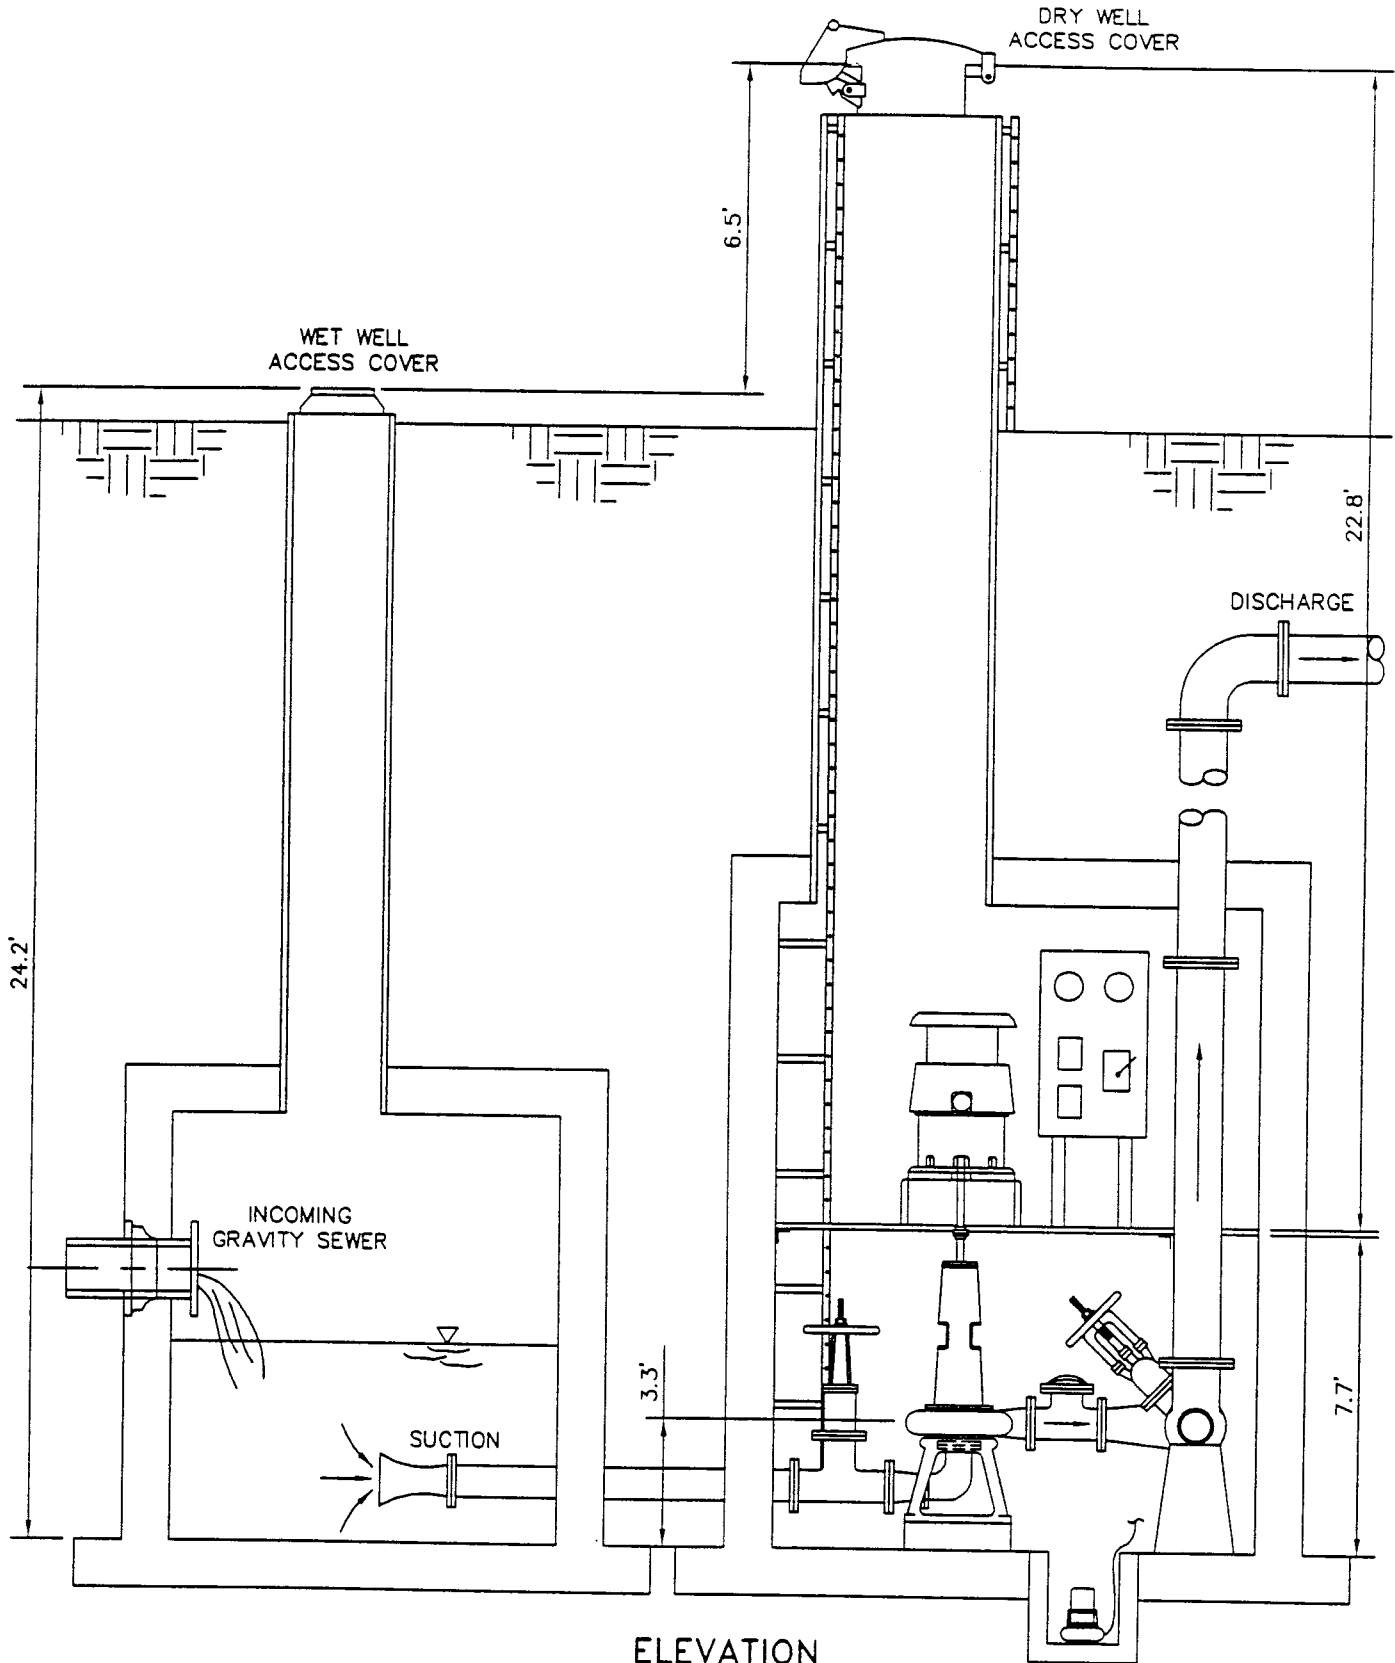 DRY WELL
ACCESS COVER
6.5'
WET WELL
ACCESS COVER
22.8'
DISCHARGE
24.2'
INCOMING
GRAVITY SEWER
3.3'
7.7'
SUCTION
ELEVATION